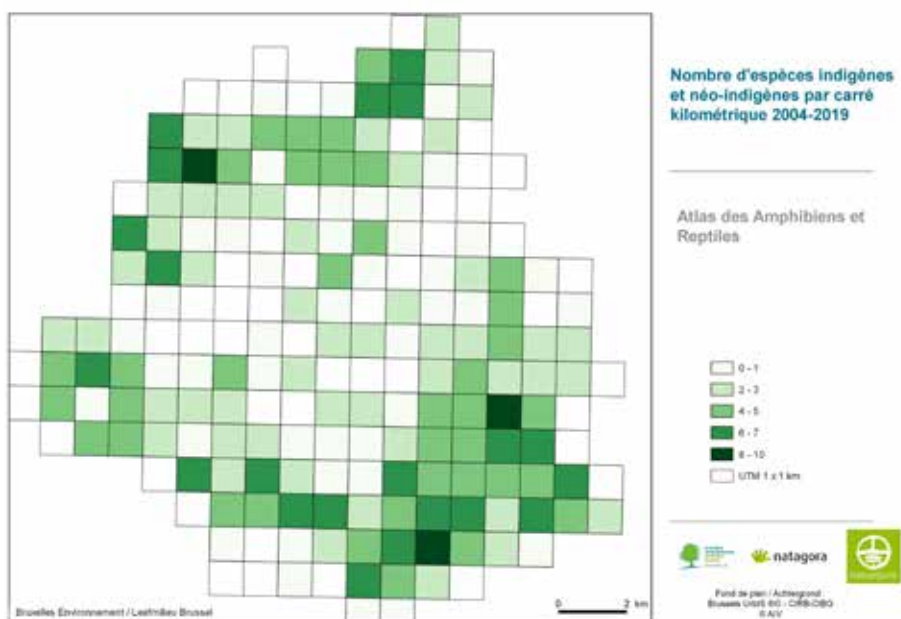 Nombre d'espèces indigènes
et néo-indigènes par carré
kilométrique 2004-2019
Atlas des Amphibiens et
Reptiles
0 - 1
2 - 3
4 - 5
6 - 7
8 - 10
UTM 1 x 1 km
natagora
Fond de plan / Achtergrond
Bruxelles Environnement / Leefmilieu Brussel
0 2 km